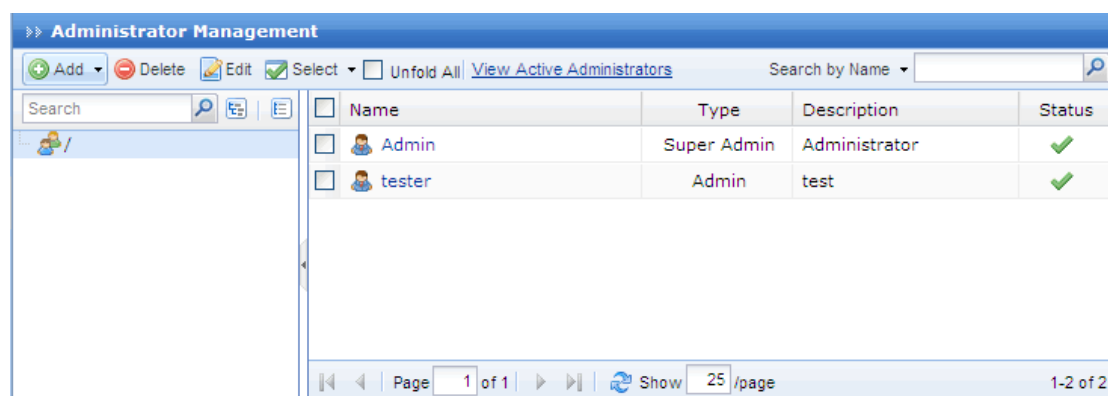 Administrator Management
Add Delete Edit Select Unfold All View Active Administrators Search by Name
Search Name Type Description Status
/ Admin Super Admin Administrator
tester Admin test
Page 1 of 1 Show 25 /page 1-2 of 2